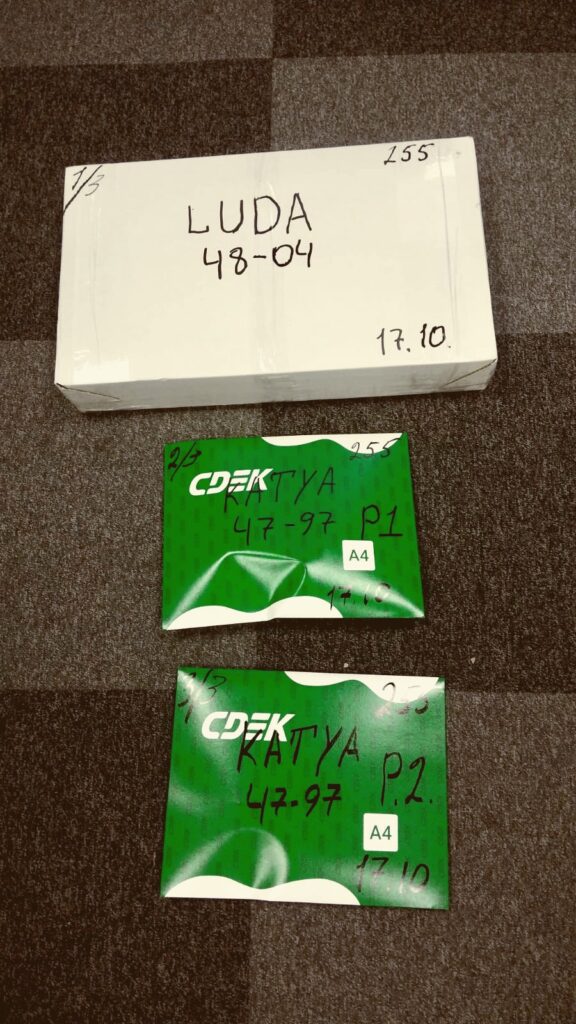 1/3
255
LUDA
48-04
17.10.
2/3
255
CDEK
KATYA
47-97 P1
A4
17.10
3/3
255
CDEK
KATYA
47-97 P.2.
A4
17.10